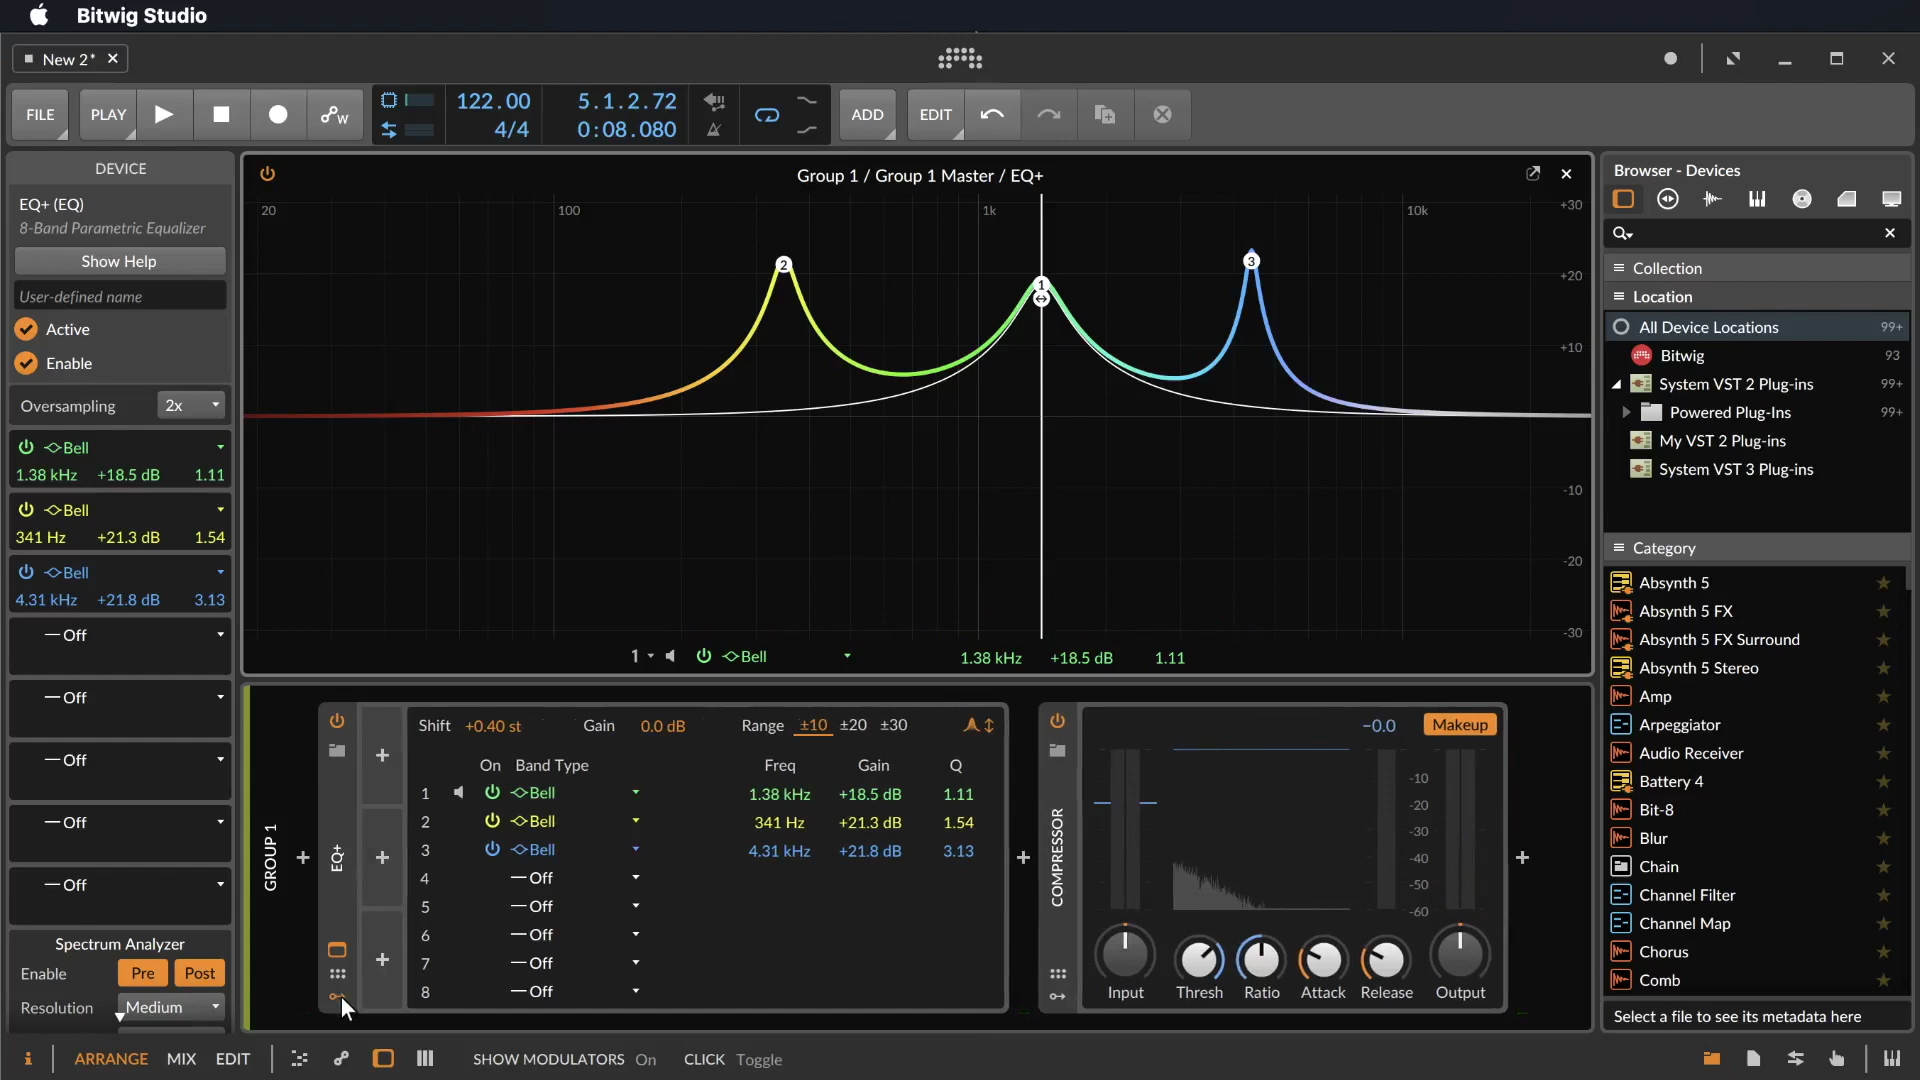 Bitwig Studio
New 2*
FILE
PLAY
W
122.00
4/4
5.1.2.72
0:08.080
ADD
EDIT
DEVICE
EQ+ (EQ)
8-Band Parametric Equalizer
Show Help
User-defined name
Active
Enable
Oversampling 2x
Bell
1.38 kHz +18.5 dB 1.11
Bell
341 Hz +21.3 dB 1.54
Bell
4.31 kHz +21.8 dB 3.13
Off
Off
Off
Off
Off
Spectrum Analyzer
Enable Pre Post
Resolution Medium
Group 1 / Group 1 Master / EQ+
20 100 1k 10k
+30
+20
+10
-10
-20
-30
2
1
3
1 Bell 1.38 kHz +18.5 dB 1.11
GROUP 1
EQ+
Shift +0.40 st Gain 0.0 dB Range ±10 ±20 ±30
On Band Type Freq Gain Q
1 Bell 1.38 kHz +18.5 dB 1.11
2 Bell 341 Hz +21.3 dB 1.54
3 Bell 4.31 kHz +21.8 dB 3.13
4 Off
5 Off
6 Off
7 Off
8 Off
COMPRESSOR
-0.0 Makeup
-10
-20
-30
-40
-50
-60
Input Thresh Ratio Attack Release Output
Browser - Devices
Collection
Location
All Device Locations 99+
Bitwig 93
System VST 2 Plug-ins 99+
Powered Plug-Ins 99+
My VST 2 Plug-ins
System VST 3 Plug-ins
Category
Absynth 5
Absynth 5 FX
Absynth 5 FX Surround
Absynth 5 Stereo
Amp
Arpeggiator
Audio Receiver
Battery 4
Bit-8
Blur
Chain
Channel Filter
Channel Map
Chorus
Comb
Select a file to see its metadata here
i ARRANGE MIX EDIT SHOW MODULATORS On CLICK Toggle